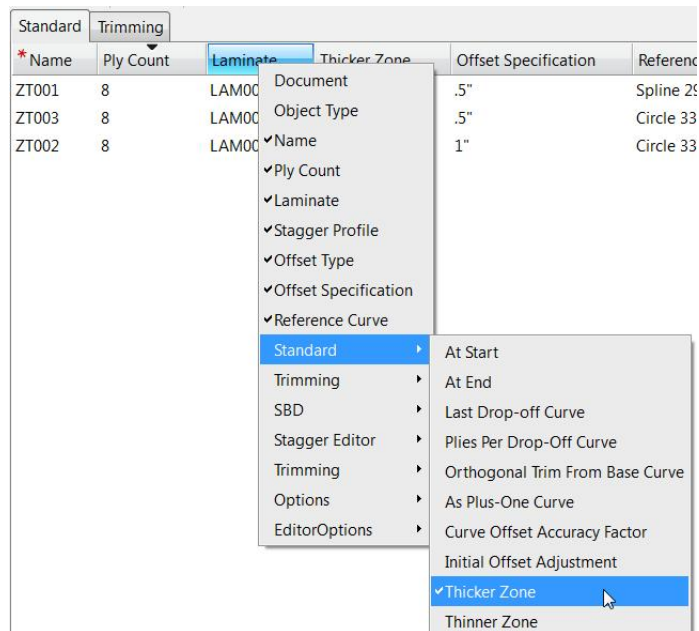 Standard Trimming
* Name Ply Count Laminate Thicker Zone Offset Specification Referenc
ZT001 8 LAM00 .5" Spline 29
ZT003 8 LAM00 .5" Circle 33
ZT002 8 LAM00 1" Circle 33
Document
Object Type
✔Name
✔Ply Count
✔Laminate
✔Stagger Profile
✔Offset Type
✔Offset Specification
✔Reference Curve
Standard
Trimming
SBD
Stagger Editor
Trimming
Options
EditorOptions
At Start
At End
Last Drop-off Curve
Plies Per Drop-Off Curve
Orthogonal Trim From Base Curve
As Plus-One Curve
Curve Offset Accuracy Factor
Initial Offset Adjustment
✔Thicker Zone
Thinner Zone